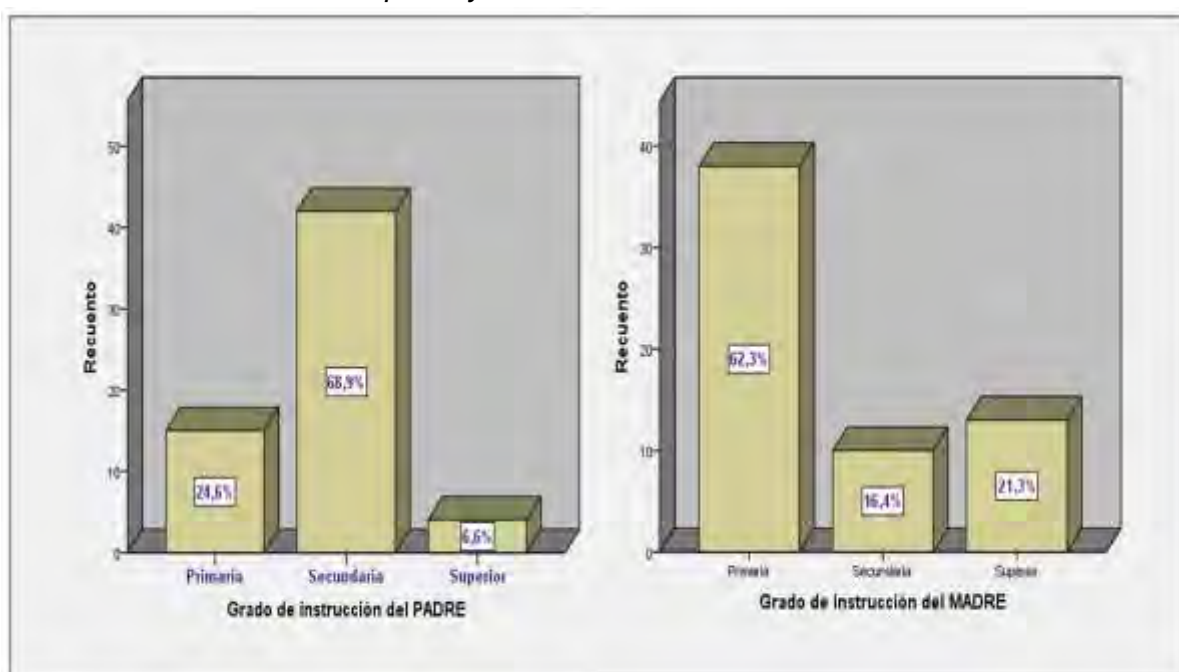 50
40
30
20
10
0
Recuento
24,6%
68,9%
6,6%
Primaria Secundaria Superior
Grado de instrucción del PADRE
40
30
20
10
0
Recuento
62,3%
16,4%
21,3%
Primaria Secundaria Superior
Grado de instrucción del MADRE